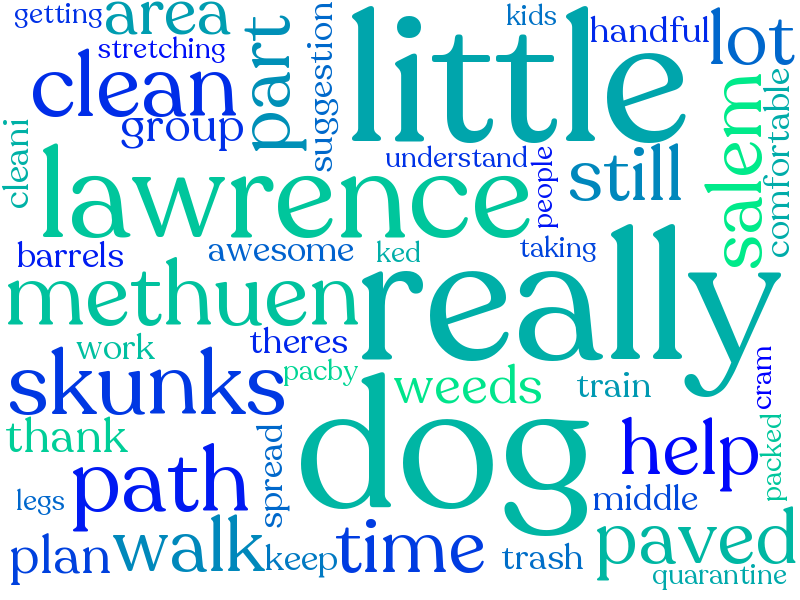 getting
area
stretching
clean
group
part
suggestion
little
kids
handful
lot
cleani
lawrence
understand
people
still
salem
comfortable
barrels
awesome
ked
taking
methuen
really
work
theres
pacby
skunks
weeds
train
cram
thank
dog
path
spread
help
packed
legs
middle
plan
walk
keep
time
trash
paved
quarantine